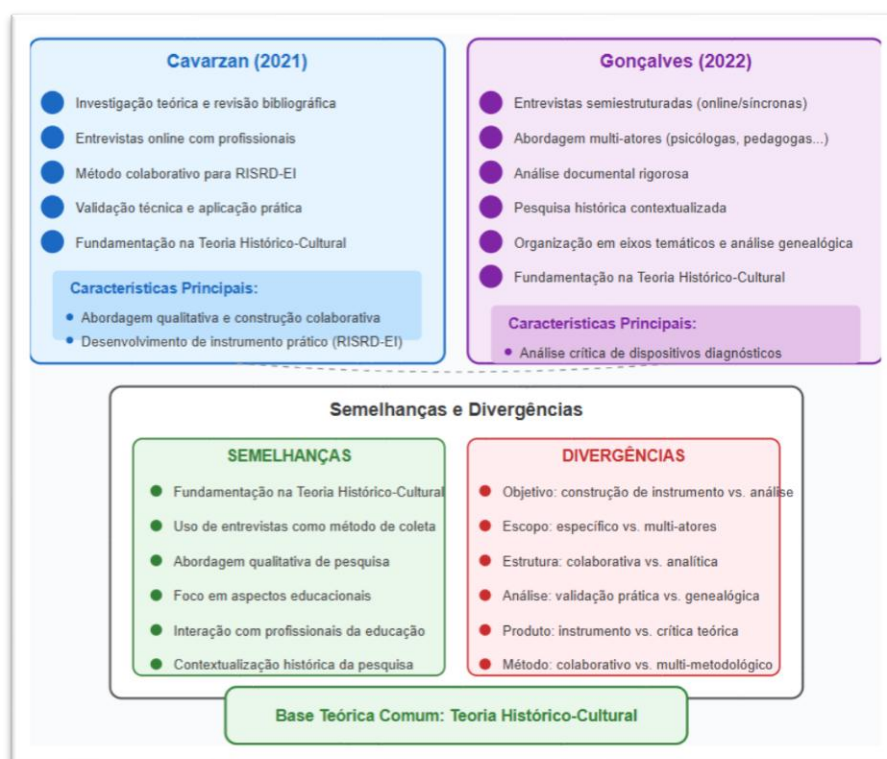 Cavarzan (2021)
Investigação teórica e revisão bibliográfica
Entrevistas online com profissionais
Método colaborativo para RISRD-EI
Validação técnica e aplicação prática
Fundamentação na Teoria Histórico-Cultural
Características Principais:
Abordagem qualitativa e construção colaborativa
Desenvolvimento de instrumento prático (RISRD-EI)
Gonçalves (2022)
Entrevistas semiestruturadas (online/síncronas)
Abordagem multi-atores (psicólogas, pedagogas...)
Análise documental rigorosa
Pesquisa histórica contextualizada
Organização em eixos temáticos e análise genealógica
Fundamentação na Teoria Histórico-Cultural
Características Principais:
Análise crítica de dispositivos diagnósticos
Semelhanças e Divergências
SEMELHANÇAS
Fundamentação na Teoria Histórico-Cultural
Uso de entrevistas como método de coleta
Abordagem qualitativa de pesquisa
Foco em aspectos educacionais
Interação com profissionais da educação
Contextualização histórica da pesquisa
DIVERGÊNCIAS
Objetivo: construção de instrumento vs. análise
Escopo: específico vs. multi-atores
Estrutura: colaborativa vs. analítica
Análise: validação prática vs. genealógica
Produto: instrumento vs. crítica teórica
Método: colaborativo vs. multi-metodológico
Base Teórica Comum: Teoria Histórico-Cultural